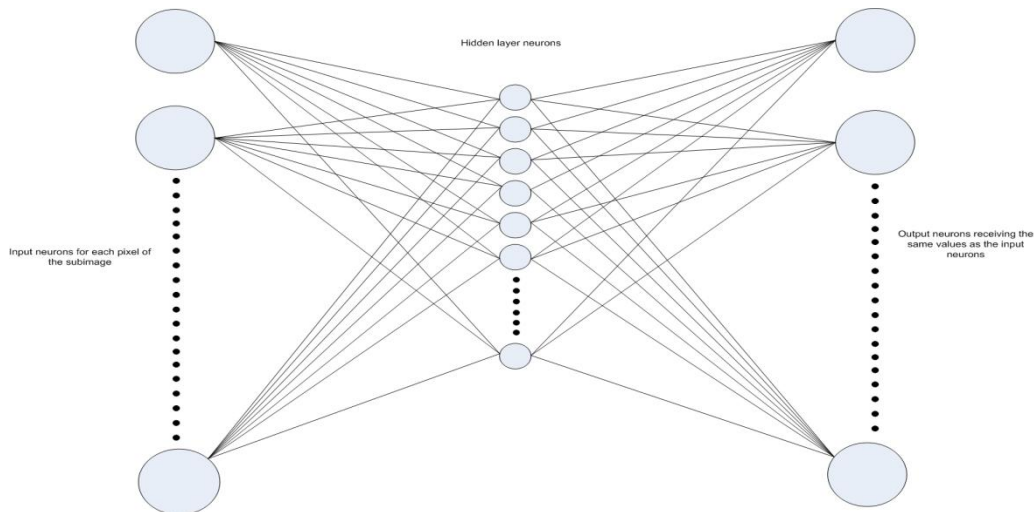 Hidden layer neurons
Input neurons for each pixel of
the subimage
Output neurons receiving the
same values as the input
neurons